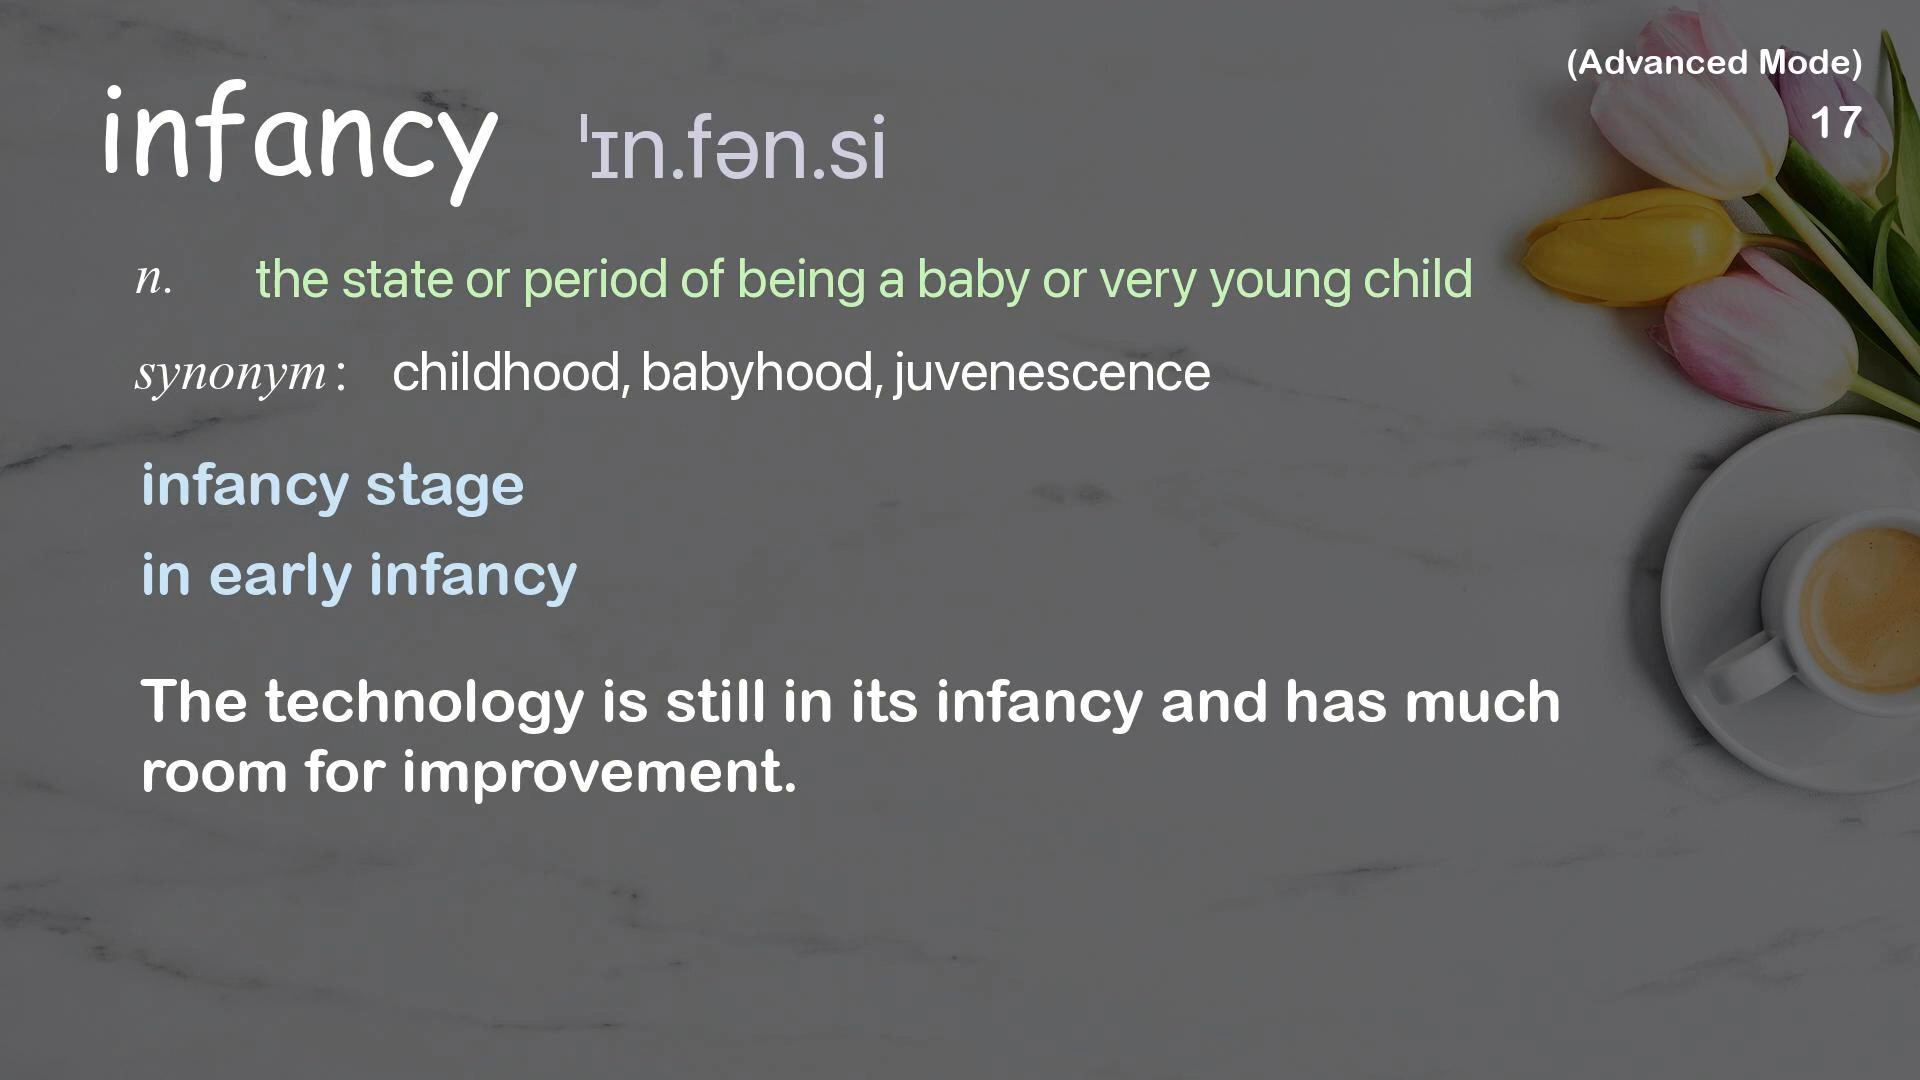 (Advanced Mode)
17
infancy ˈɪn.fən.si
n. the state or period of being a baby or very young child
synonym: childhood, babyhood, juvenescence
infancy stage
in early infancy
The technology is still in its infancy and has much
room for improvement.